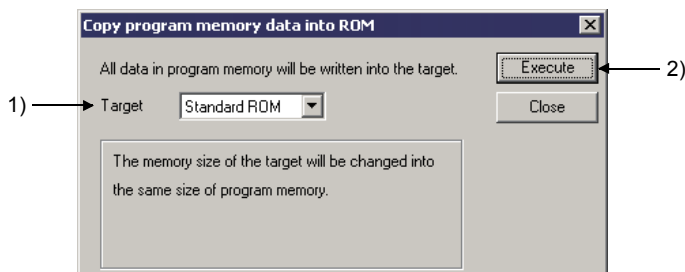 Copy program memory data into ROM
All data in program memory will be written into the target.
Execute
2)
1)
Target
Standard ROM
Close
The memory size of the target will be changed into
the same size of program memory.